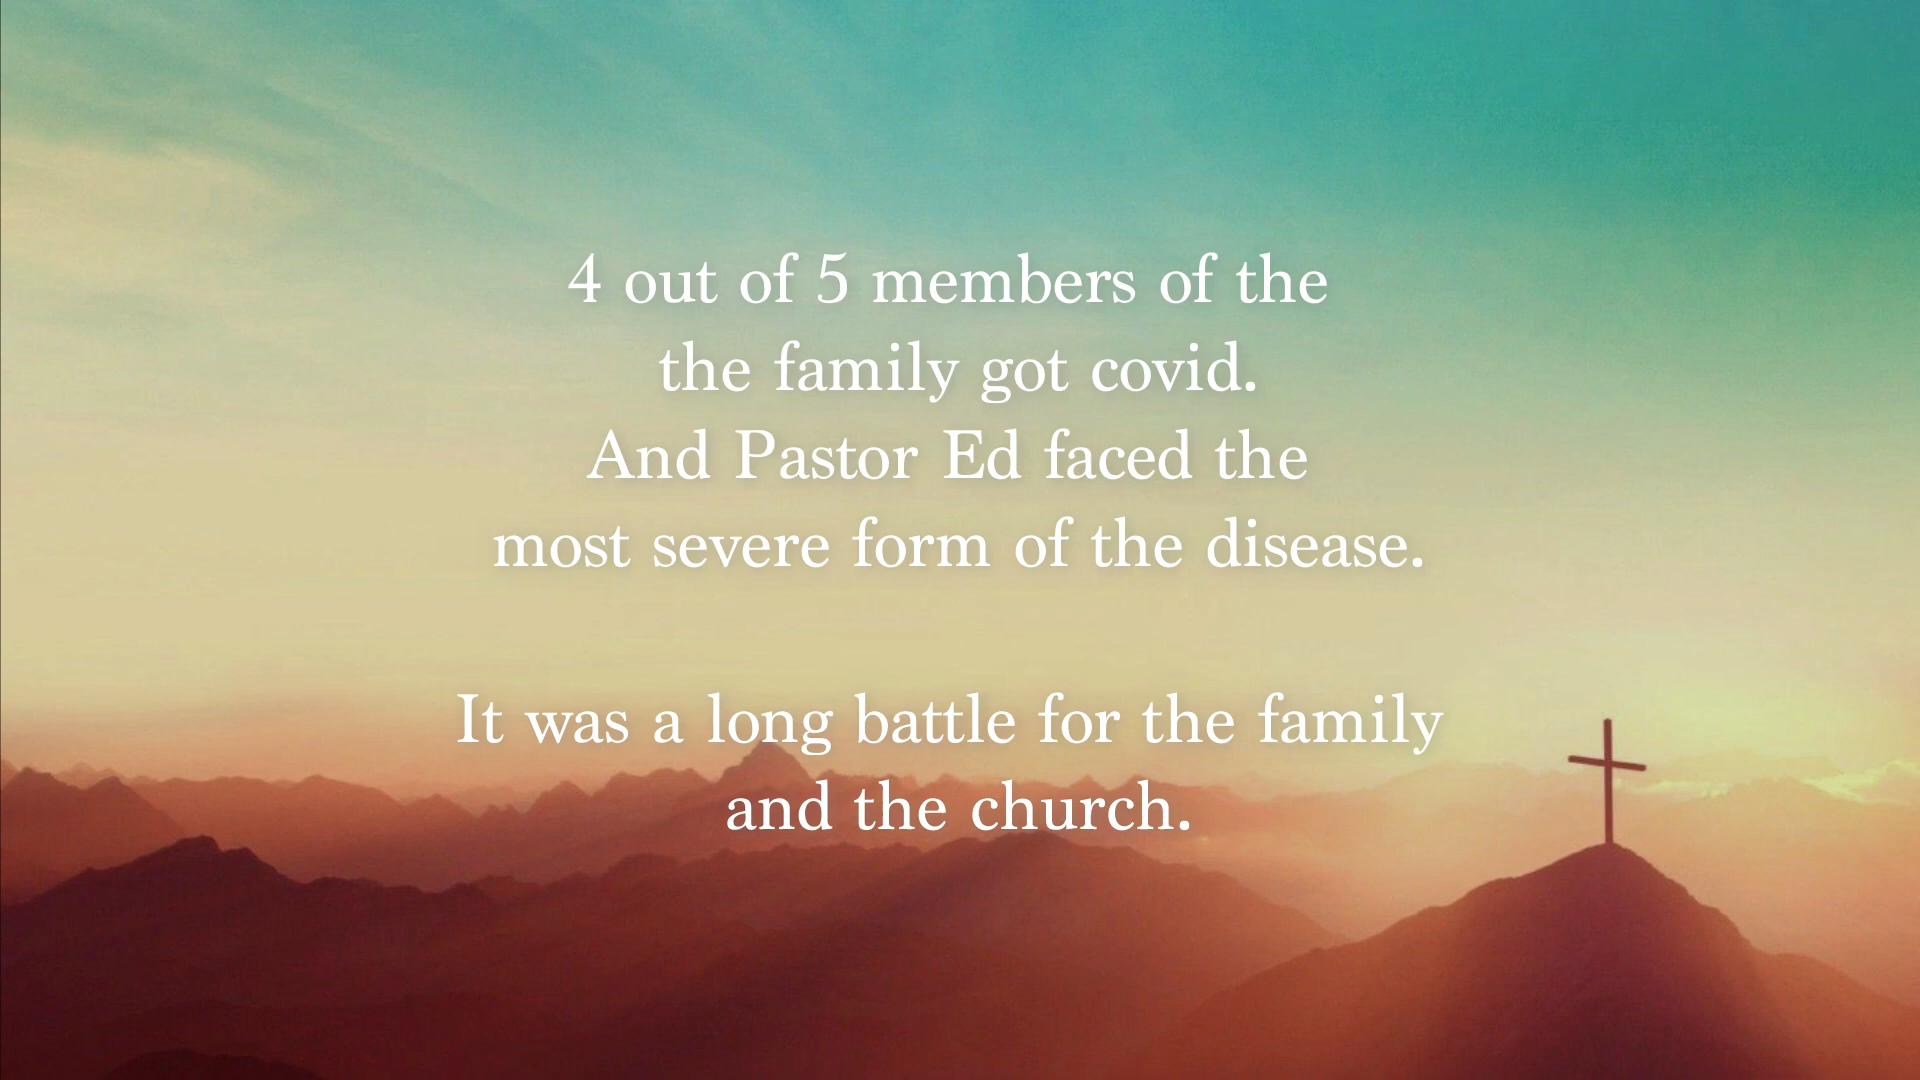 4 out of 5 members of the
the family got covid.
And Pastor Ed faced the
most severe form of the disease.
It was a long battle for the family
and the church.